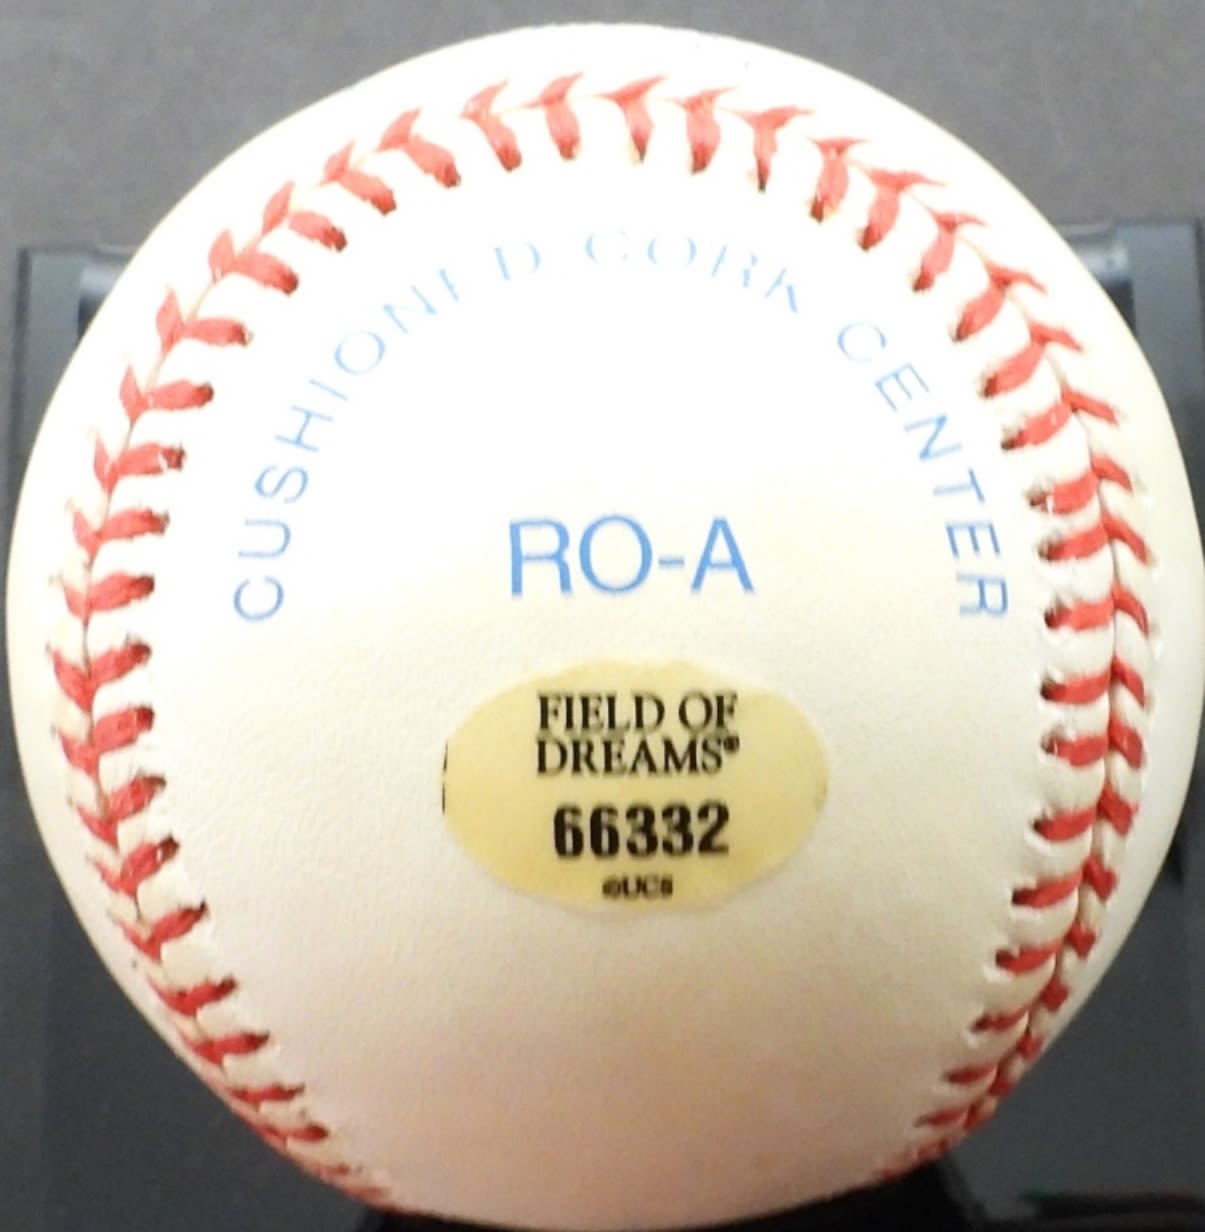 CUSHIONED CORK CENTER
RO-A
FIELD OF
DREAMS®
66332
©UCS